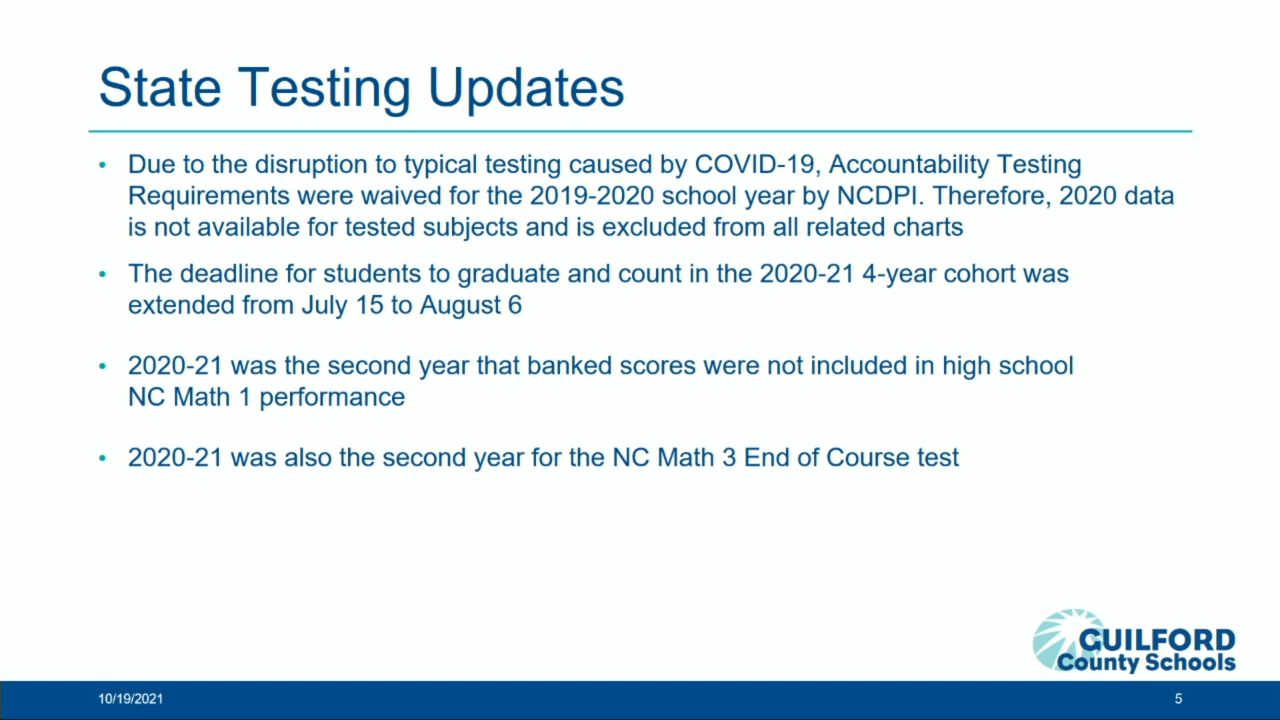 State Testing Updates
• Due to the disruption to typical testing caused by COVID-19, Accountability Testing
Requirements were waived for the 2019-2020 school year by NCDPI. Therefore, 2020 data
is not available for tested subjects and is excluded from all related charts
• The deadline for students to graduate and count in the 2020-21 4-year cohort was
extended from July 15 to August 6
• 2020-21 was the second year that banked scores were not included in high school
NC Math 1 performance
• 2020-21 was also the second year for the NC Math 3 End of Course test
GUILFORD
County Schools
10/19/2021
5